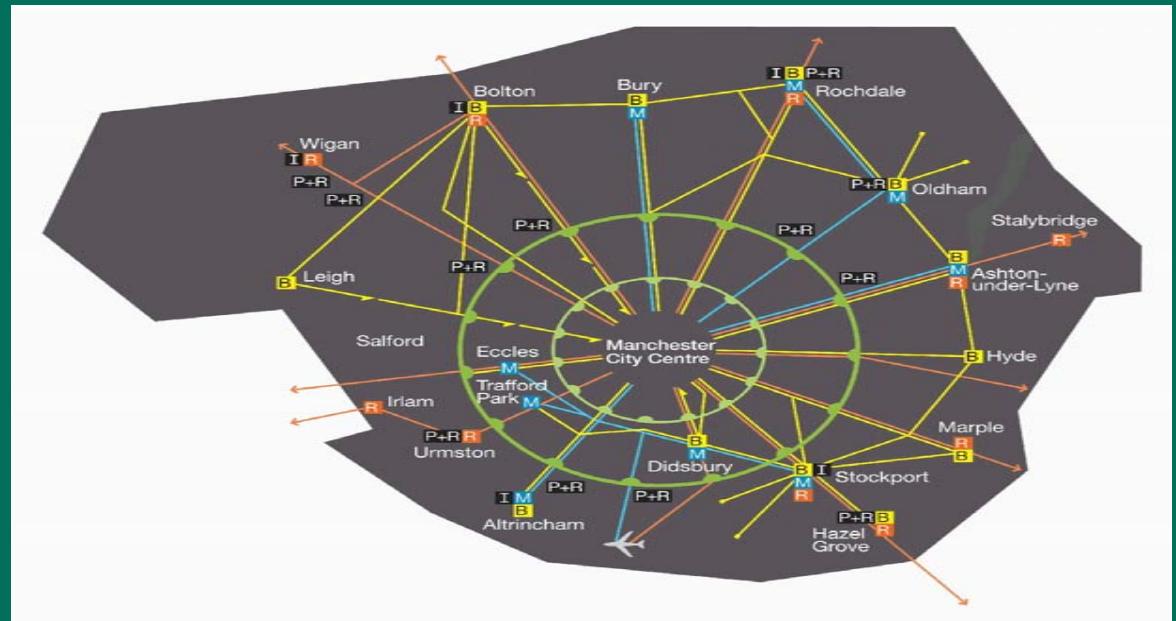 I B P+R
M
R
Rochdale
Bolton
I B
R
Bury
B
M
Wigan
I R
P+R
P+R
P+R B
M
Oldham
P+R
P+R
Stalybridge
R
B
M
R
Ashton-
under-Lyne
P+R
P+R
B Leigh
Salford
Eccles
M
Trafford
Park M
Manchester
City Centre
B Hyde
R Irlam
P+R R
Urmston
Marple
R
B
B
M
Didsbury
B I
M
R
Stockport
I M
B
Altrincham
P+R
P+R
P+R B
R
Hazel
Grove